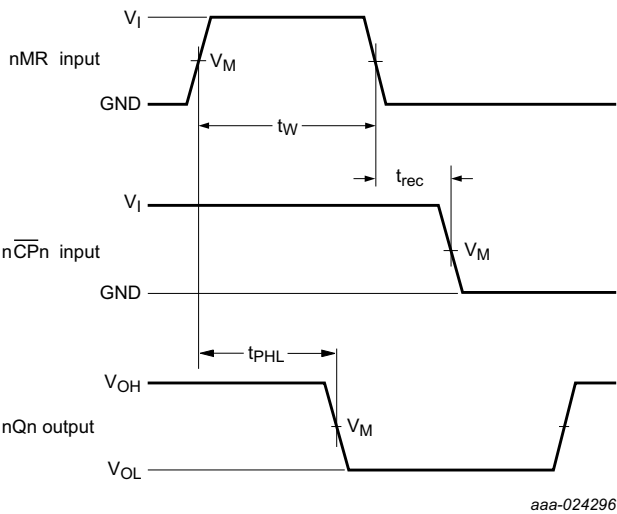 V_I
nMR input
V_M
GND
t_W
t_rec
V_I
nC̅P̅n input
V_M
GND
t_PHL
V_OH
nQn output
V_M
V_OL
aaa-024296